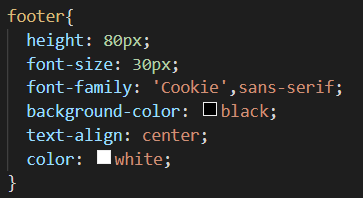 footer{
height: 80px;
font-size: 30px;
font-family: 'Cookie',sans-serif;
background-color: black;
text-align: center;
color: white;
}